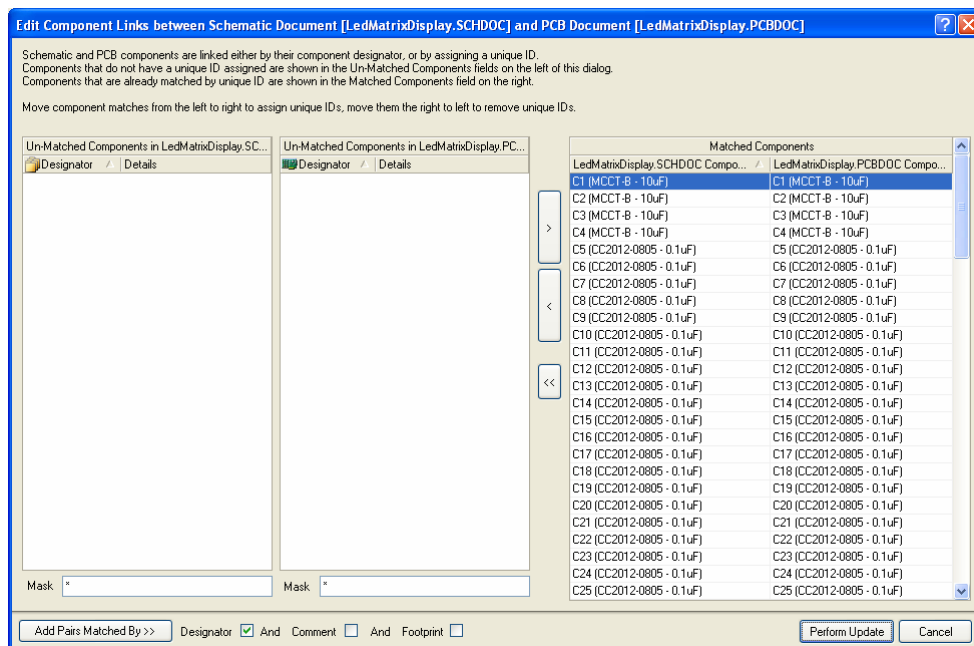 Edit Component Links between Schematic Document [LedMatrixDisplay.SCHDOC] and PCB Document [LedMatrixDisplay.PCBDOC]
Schematic and PCB components are linked either by their component designator, or by assigning a unique ID.
Components that do not have a unique ID assigned are shown in the Un-Matched Components fields on the left of this dialog.
Components that are already matched by unique ID are shown in the Matched Components field on the right.
Move component matches from the left to right to assign unique IDs, move them the right to left to remove unique IDs.
Un-Matched Components in LedMatrixDisplay.SC... Un-Matched Components in LedMatrixDisplay.PC... Matched Components
Designator Details Designator Details LedMatrixDisplay.SCHDOC Compo... LedMatrixDisplay.PCBDOC Compo...
C1 (MCCT-B - 10uF) C1 (MCCT-B - 10uF)
C2 (MCCT-B - 10uF) C2 (MCCT-B - 10uF)
C3 (MCCT-B - 10uF) C3 (MCCT-B - 10uF)
> C4 (MCCT-B - 10uF) C4 (MCCT-B - 10uF)
C5 (CC2012-0805 - 0.1uF) C5 (CC2012-0805 - 0.1uF)
C6 (CC2012-0805 - 0.1uF) C6 (CC2012-0805 - 0.1uF)
C7 (CC2012-0805 - 0.1uF) C7 (CC2012-0805 - 0.1uF)
< C8 (CC2012-0805 - 0.1uF) C8 (CC2012-0805 - 0.1uF)
C9 (CC2012-0805 - 0.1uF) C9 (CC2012-0805 - 0.1uF)
C10 (CC2012-0805 - 0.1uF) C10 (CC2012-0805 - 0.1uF)
C11 (CC2012-0805 - 0.1uF) C11 (CC2012-0805 - 0.1uF)
C12 (CC2012-0805 - 0.1uF) C12 (CC2012-0805 - 0.1uF)
<< C13 (CC2012-0805 - 0.1uF) C13 (CC2012-0805 - 0.1uF)
C14 (CC2012-0805 - 0.1uF) C14 (CC2012-0805 - 0.1uF)
C15 (CC2012-0805 - 0.1uF) C15 (CC2012-0805 - 0.1uF)
C16 (CC2012-0805 - 0.1uF) C16 (CC2012-0805 - 0.1uF)
C17 (CC2012-0805 - 0.1uF) C17 (CC2012-0805 - 0.1uF)
C18 (CC2012-0805 - 0.1uF) C18 (CC2012-0805 - 0.1uF)
C19 (CC2012-0805 - 0.1uF) C19 (CC2012-0805 - 0.1uF)
C20 (CC2012-0805 - 0.1uF) C20 (CC2012-0805 - 0.1uF)
C21 (CC2012-0805 - 0.1uF) C21 (CC2012-0805 - 0.1uF)
C22 (CC2012-0805 - 0.1uF) C22 (CC2012-0805 - 0.1uF)
C23 (CC2012-0805 - 0.1uF) C23 (CC2012-0805 - 0.1uF)
C24 (CC2012-0805 - 0.1uF) C24 (CC2012-0805 - 0.1uF)
Mask * Mask * C25 (CC2012-0805 - 0.1uF) C25 (CC2012-0805 - 0.1uF)
Add Pairs Matched By >> Designator And Comment And Footprint Perform Update Cancel